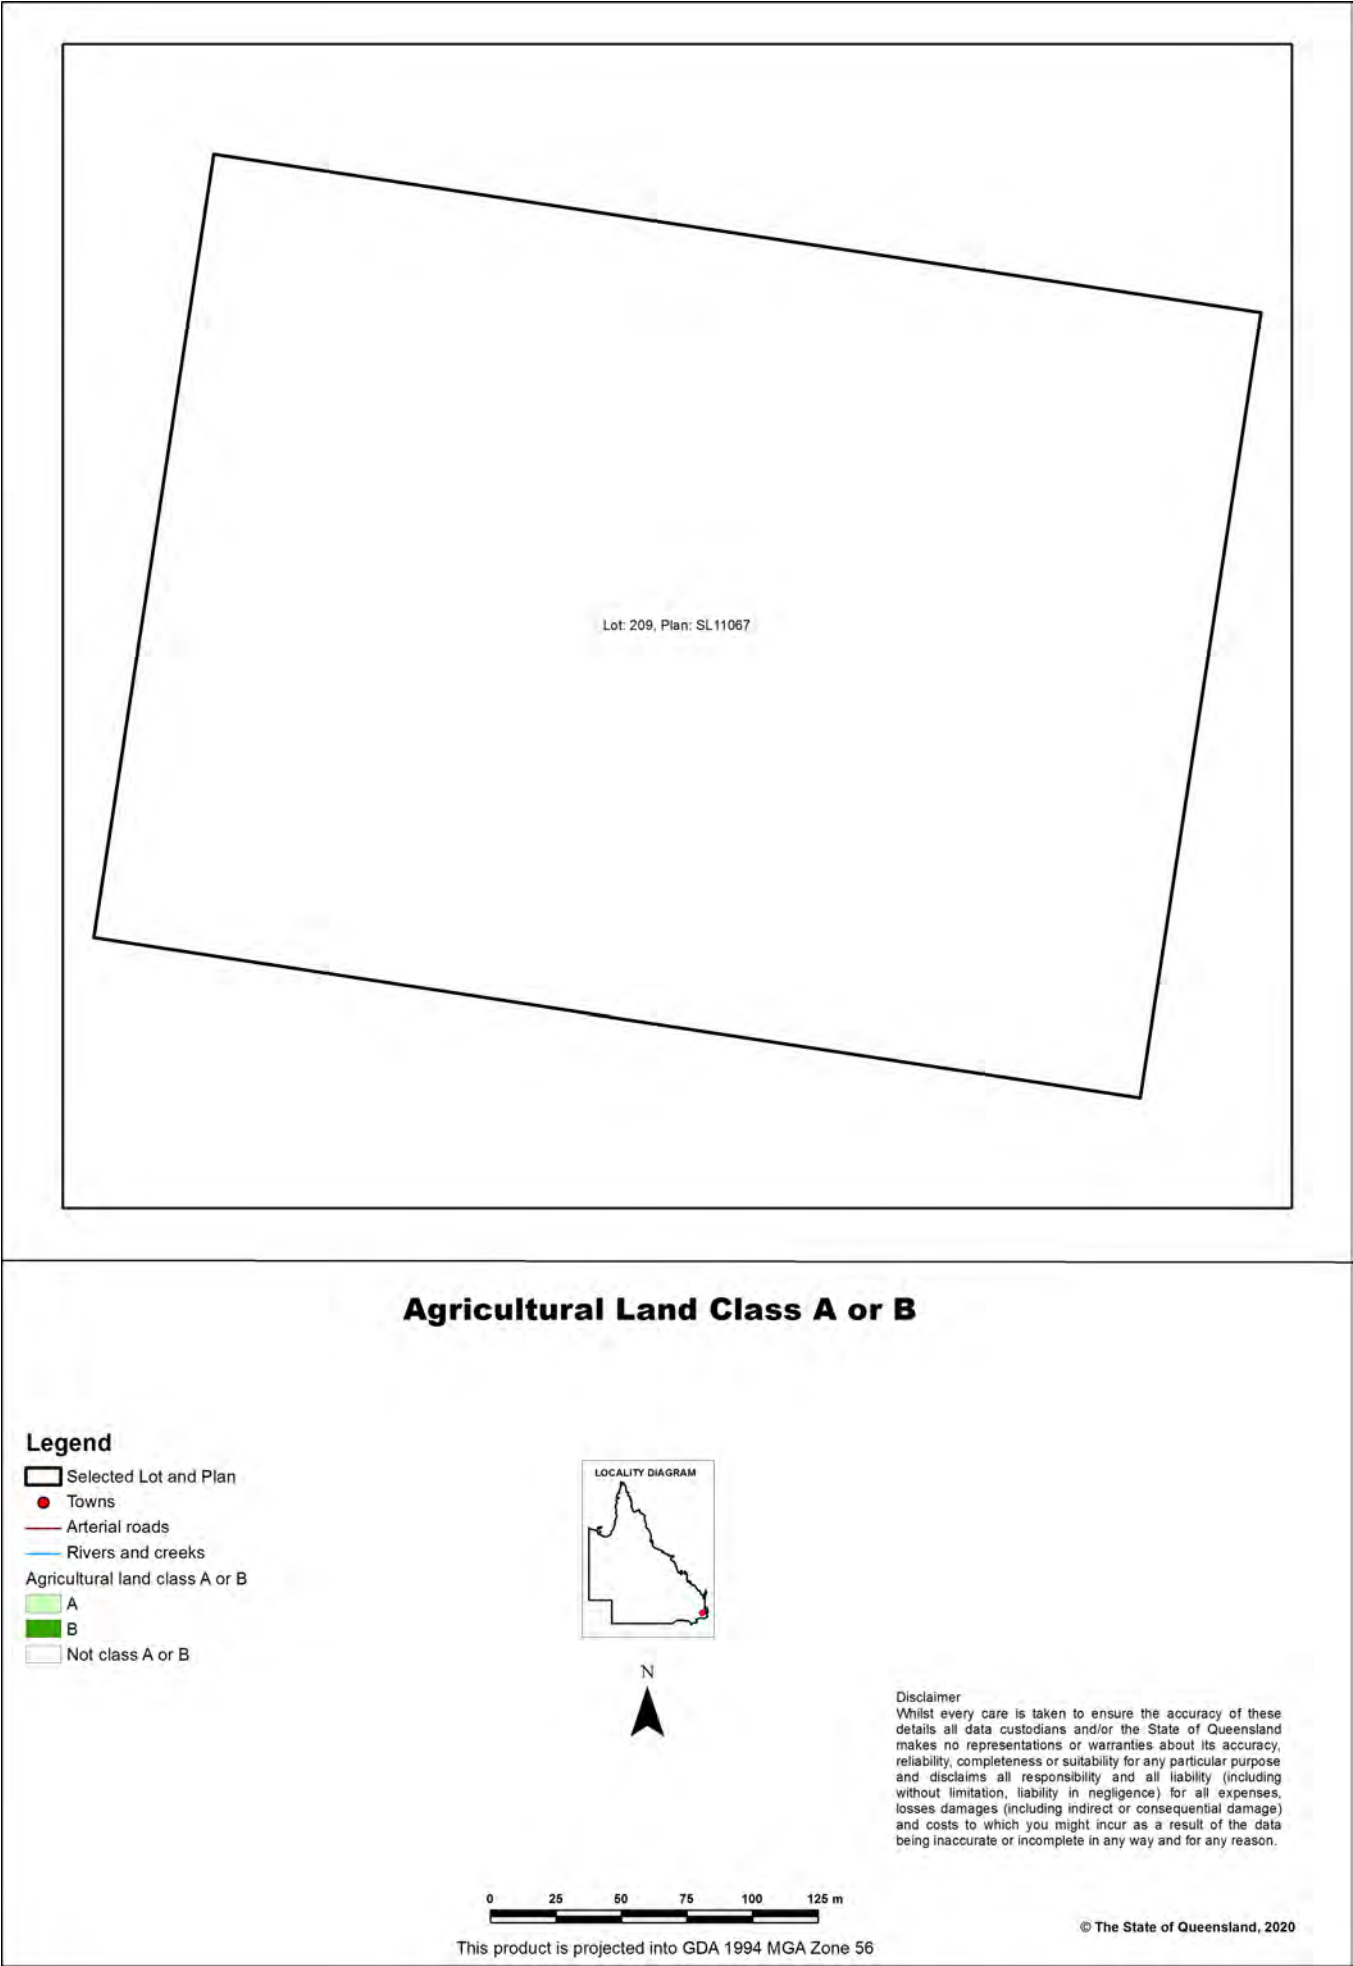 Lot: 209, Plan: SL11067
Agricultural Land Class A or B
Legend
Selected Lot and Plan
Towns
Arterial roads
Rivers and creeks
Agricultural land class A or B
A
B
Not class A or B
LOCALITY DIAGRAM
N
Disclaimer
Whilst every care is taken to ensure the accuracy of these
details all data custodians and/or the State of Queensland
makes no representations or warranties about its accuracy,
reliability, completeness or suitability for any particular purpose
and disclaims all responsibility and all liability (including
without limitation, liability in negligence) for all expenses,
losses damages (including indirect or consequential damage)
and costs to which you might incur as a result of the data
being inaccurate or incomplete in any way and for any reason.
0 25 50 75 100 125 m
This product is projected into GDA 1994 MGA Zone 56
© The State of Queensland, 2020